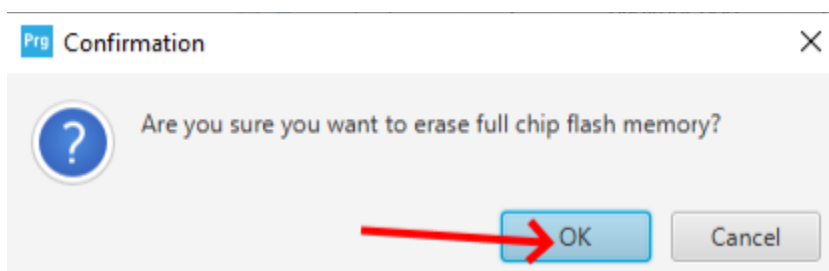 Prg Confirmation
Are you sure you want to erase full chip flash memory?
OK Cancel